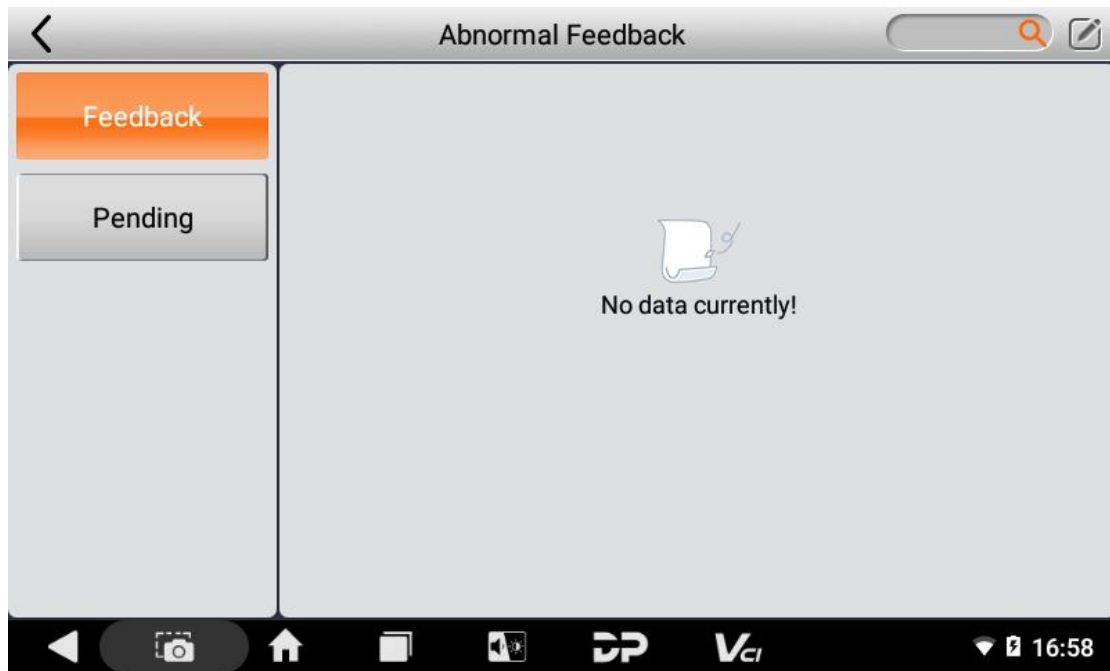 Abnormal Feedback
Feedback
Pending
No data currently!
DP
VCI
16:58